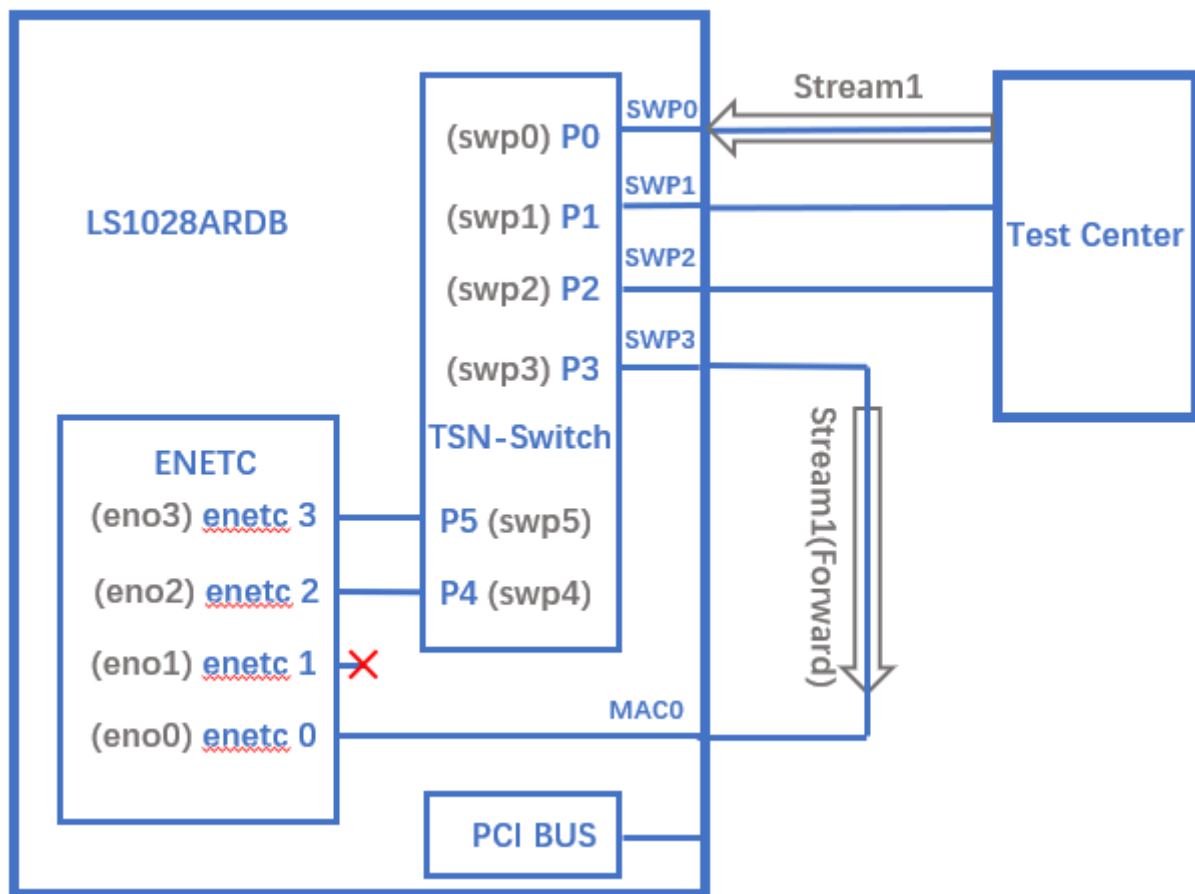 Stream1
SWP0
(swp0) P0
SWP1
LS1028ARDB
(swp1) P1
Test Center
SWP2
(swp2) P2
SWP3
(swp3) P3
TSN-Switch
Stream1(Forward)
ENETC
(eno3) enetc 3
P5 (swp5)
(eno2) enetc 2
P4 (swp4)
(eno1) enetc 1
MAC0
(eno0) enetc 0
PCI BUS